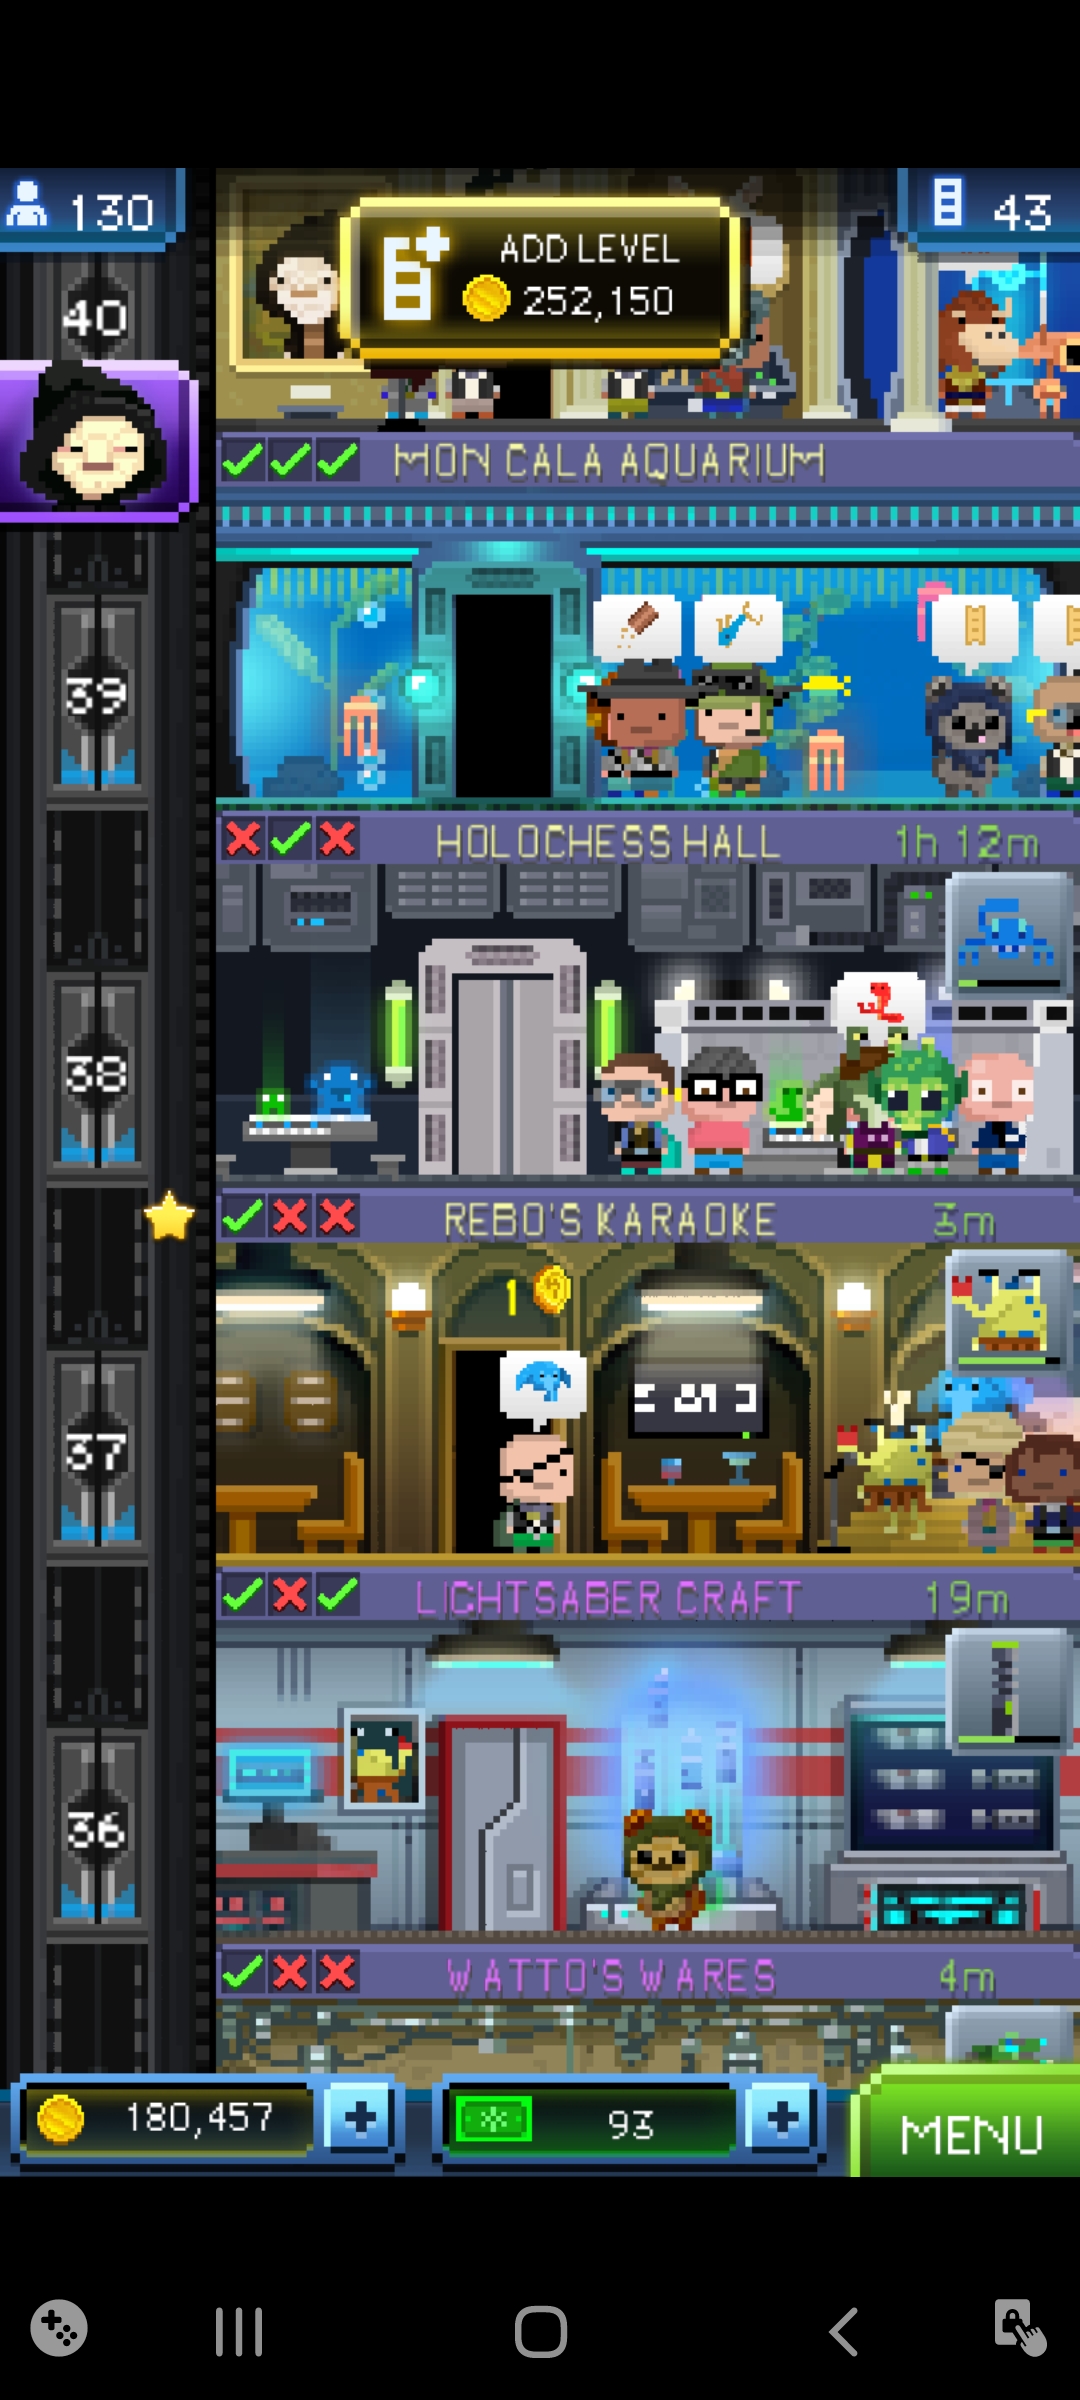 130
ADD LEVEL
252,150
43
40
MON CALA AQUARIUM
39
HOLOCHESS HALL 1h 12m
38
REBO'S KARAOKE 3m
1
37
LIGHTSABER CRAFT 19m
36
WATTO'S WARES 4m
180,457
93
MENU